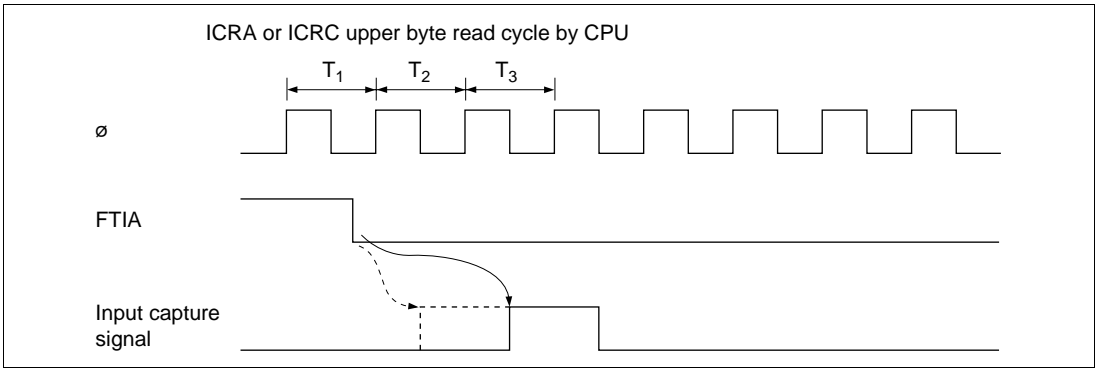 ICRA or ICRC upper byte read cycle by CPU
T1 T2 T3
ø
FTIA
Input capture
signal